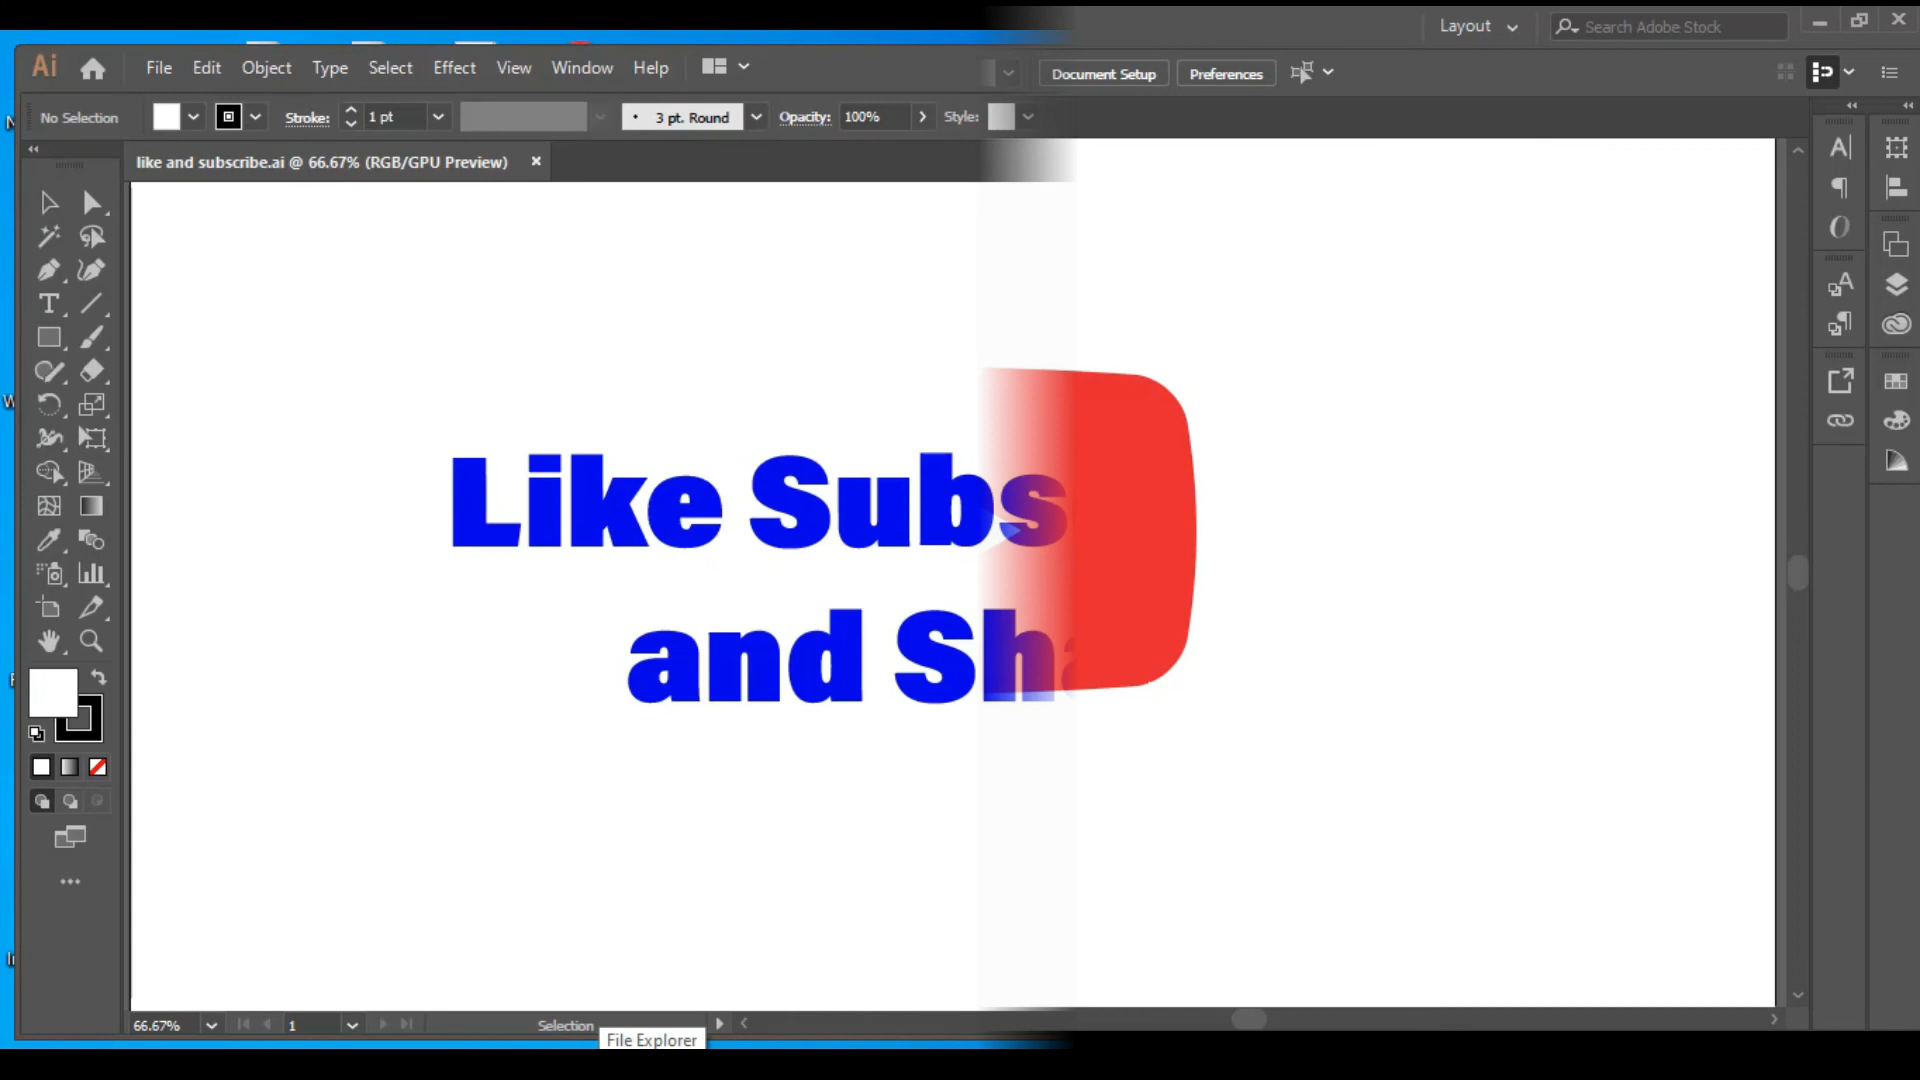 Layout
Search Adobe Stock
Ai
File Edit Object Type Select Effect View Window Help
Document Setup
Preferences
No Selection
Stroke:
1 pt
3 pt. Round
Opacity:
100%
Style:
like and subscribe.ai @ 66.67% (RGB/GPU Preview)
Like Subs
and Sha
66.67%
1
Selection
File Explorer